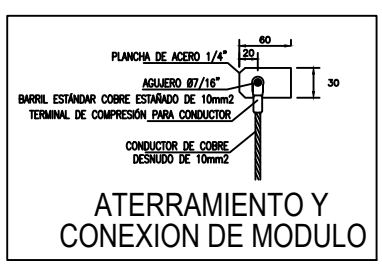 60
20
PLANCHA DE ACERO 1/4"
AGUJERO Ø7/16"
30
BARRIL ESTÁNDAR COBRE ESTAÑADO DE 10mm2
TERMINAL DE COMPRESIÓN PARA CONDUCTOR
CONDUCTOR DE COBRE
DESNUDO DE 10mm2
ATERRAMIENTO Y
CONEXION DE MODULO